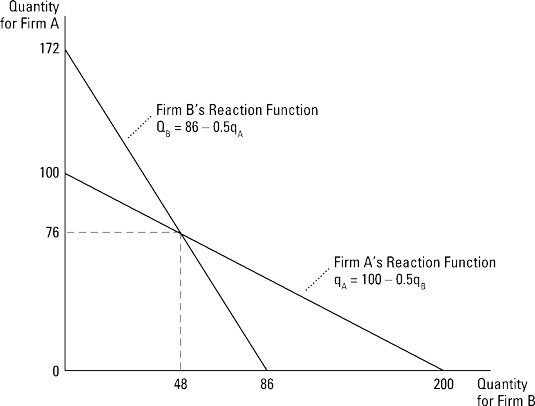 Quantity
for Firm A
172
Firm B's Reaction Function
Q_B = 86 – 0.5q_A
100
76
Firm A's Reaction Function
q_A = 100 – 0.5q_B
0
48
86
200
Quantity
for Firm B